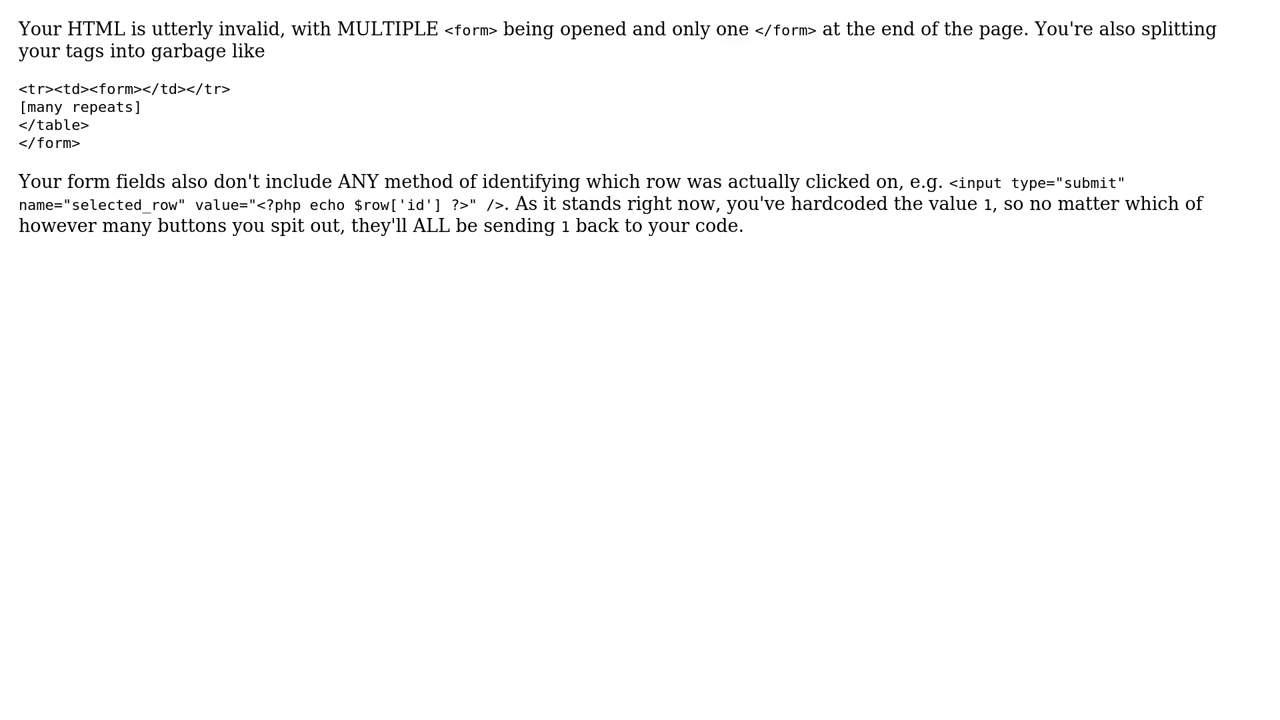 Your HTML is utterly invalid, with MULTIPLE <form> being opened and only one </form> at the end of the page. You're also splitting
your tags into garbage like
<tr><td><form></td></tr>
[many repeats]
</table>
</form>
Your form fields also don't include ANY method of identifying which row was actually clicked on, e.g. <input type="submit"
name="selected_row" value="<?php echo $row['id'] ?>" />. As it stands right now, you've hardcoded the value 1, so no matter which of
however many buttons you spit out, they'll ALL be sending 1 back to your code.